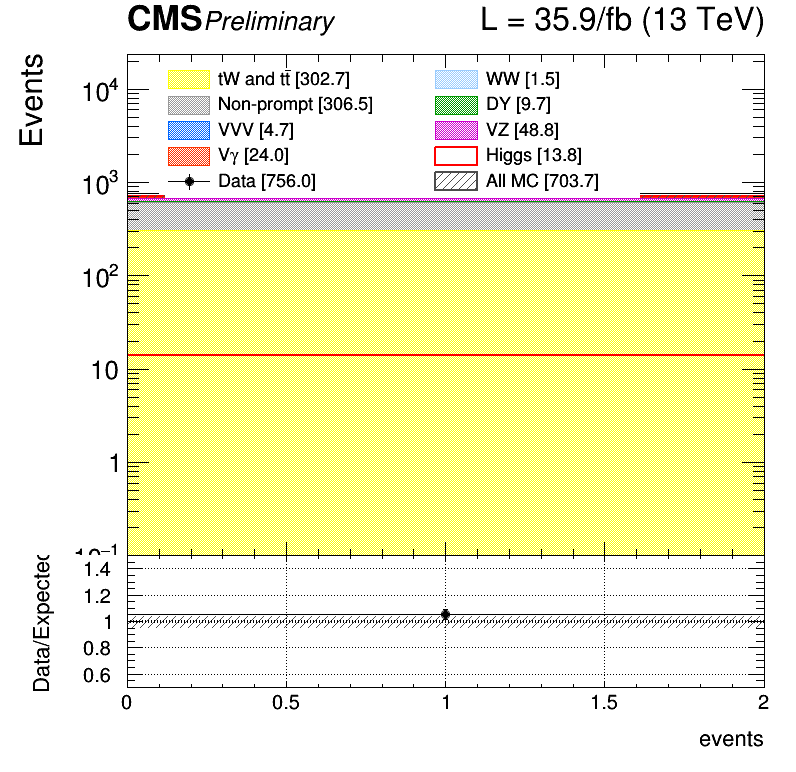 CMS Preliminary L = 35.9/fb (13 TeV)
Events
tW and tt̄ [302.7] WW [1.5]
Non-prompt [306.5] DY [9.7]
VVV [4.7] VZ [48.8]
Vγ [24.0] Higgs [13.8]
Data [756.0] All MC [703.7]
10⁴
10³
10²
10
1
10⁻¹
Data/Expected
1.4
1.2
1
0.8
0.6
0 0.5 1 1.5 2
events